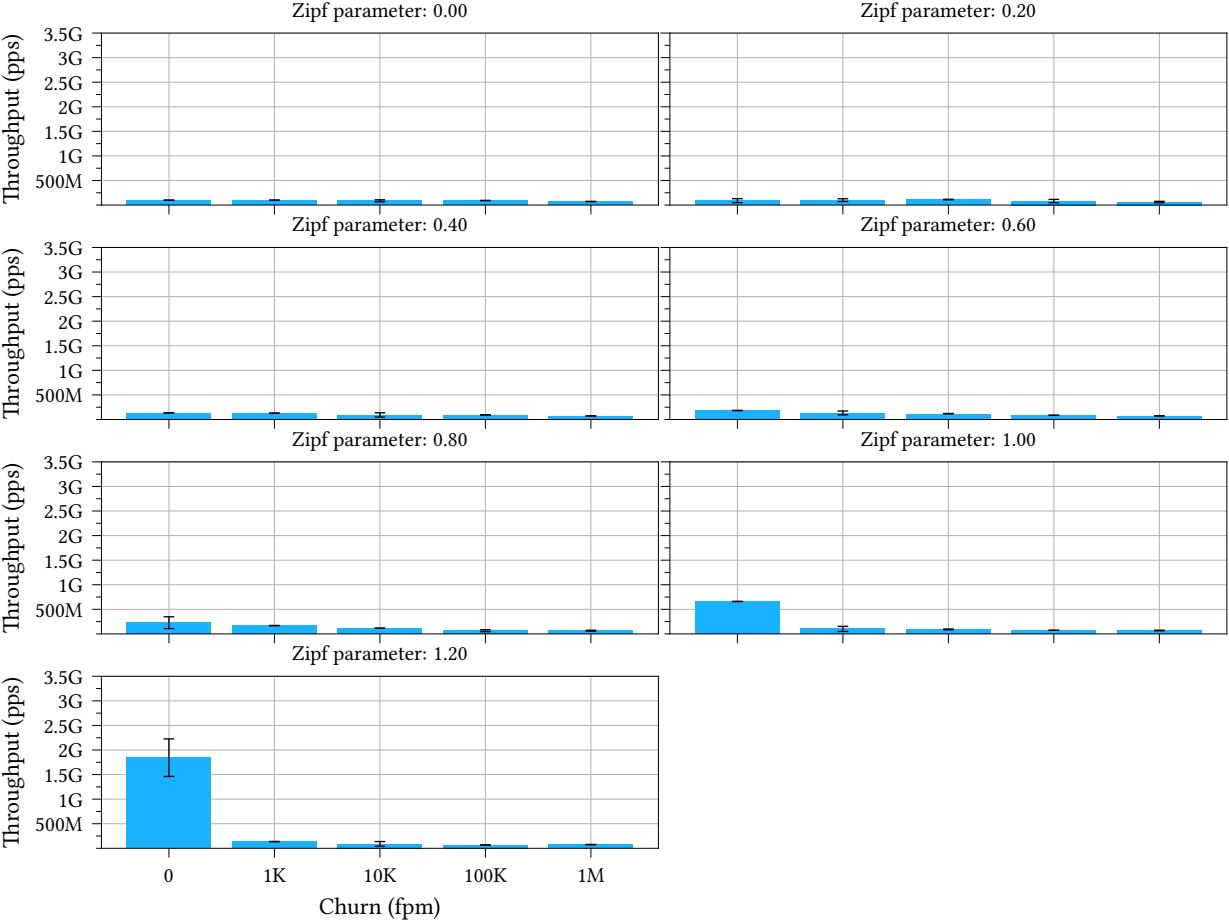 Zipf parameter: 0.00
Zipf parameter: 0.20
Throughput (pps)
3.5G
3G
2.5G
2G
1.5G
1G
500M
Zipf parameter: 0.40
Zipf parameter: 0.60
Throughput (pps)
3.5G
3G
2.5G
2G
1.5G
1G
500M
Zipf parameter: 0.80
Zipf parameter: 1.00
Throughput (pps)
3.5G
3G
2.5G
2G
1.5G
1G
500M
Zipf parameter: 1.20
Throughput (pps)
3.5G
3G
2.5G
2G
1.5G
1G
500M
0 1K 10K 100K 1M
Churn (fpm)